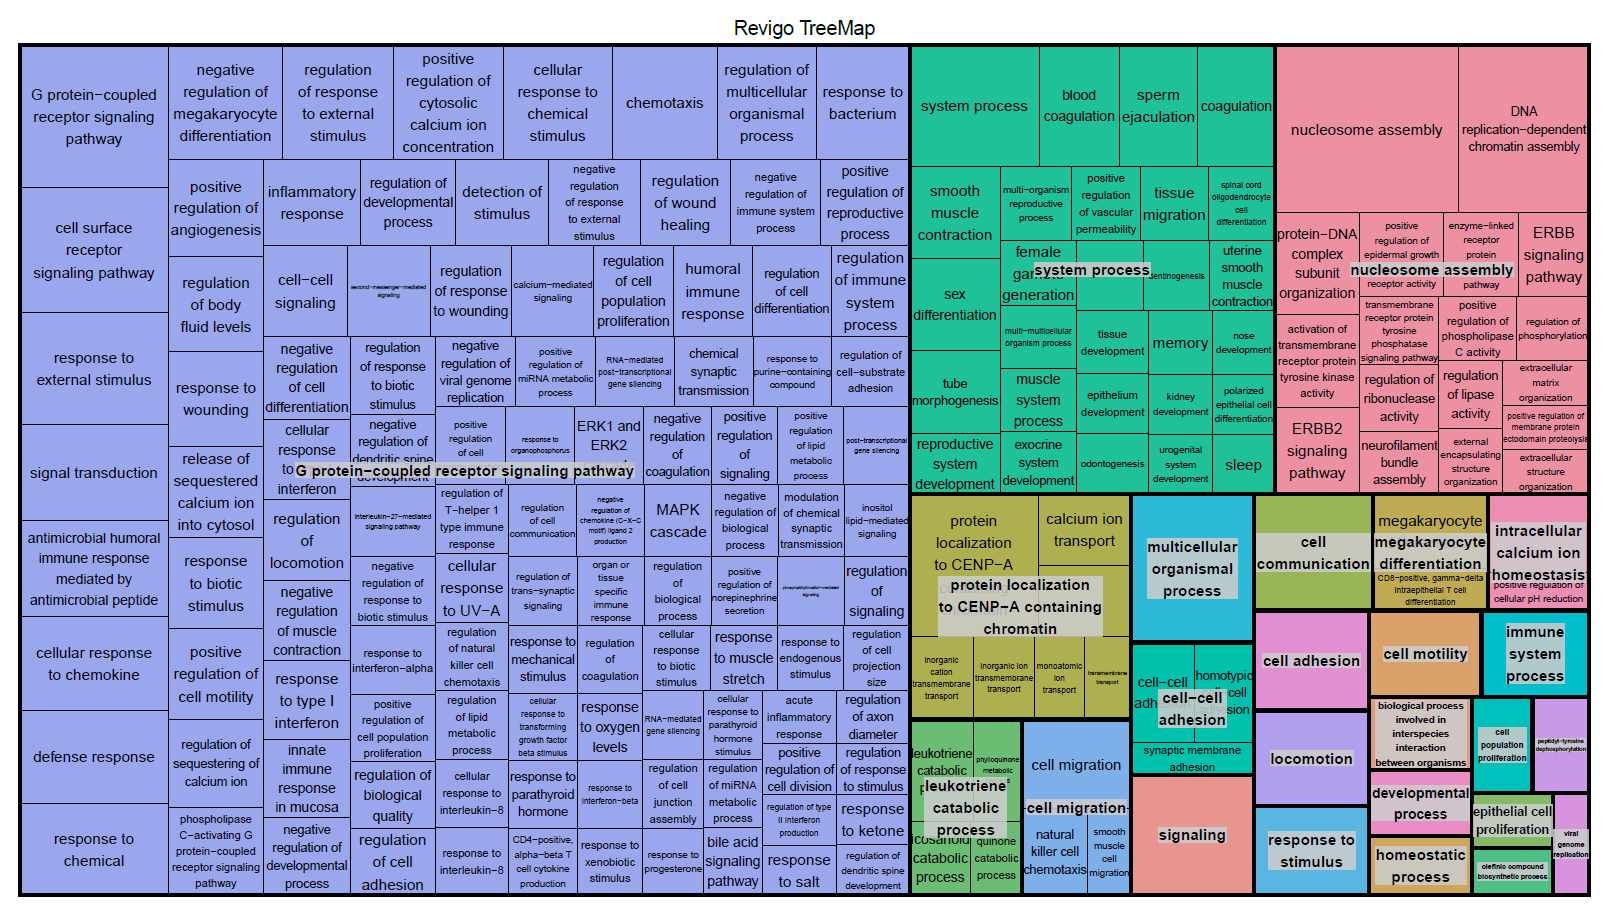 Revigo TreeMap
G protein−coupled
receptor signaling
pathway
cell surface
receptor
signaling pathway
response to
external stimulus
signal transduction
antimicrobial humoral
immune response
mediated by
antimicrobial peptide
cellular response
to chemokine
defense response
response to
chemical
negative
regulation of
megakaryocyte
differentiation
regulation
of response
to external
stimulus
positive
regulation of
cytosolic
calcium ion
concentration
cellular
response to
chemical
stimulus
chemotaxis
regulation of
multicellular
organismal
process
response to
bacterium
positive
regulation of
angiogenesis
regulation
of body
fluid levels
response to
wounding
release of
sequestered
calcium ion
into cytosol
response
to biotic
stimulus
positive
regulation of
cell motility
regulation of
sequestering of
calcium ion
phospholipase
C−activating G
protein−coupled
receptor signaling
pathway
inflammatory
response
regulation of
developmental
process
detection of
stimulus
negative
regulation
of response
to external
stimulus
regulation
of wound
healing
negative
regulation of
immune system
process
positive
regulation of
reproductive
process
cell−cell
signaling
second−messenger−mediated
signaling
regulation
of response
to wounding
calcium−mediated
signaling
regulation
of cell
population
proliferation
humoral
immune
response
regulation
of cell
differentiation
regulation
of immune
system
process
negative
regulation
of cell
differentiation
regulation
of response
to biotic
stimulus
negative
regulation of
viral genome
replication
positive
regulation of
miRNA metabolic
process
RNA−mediated
post−transcriptional
gene silencing
chemical
synaptic
transmission
response to
purine−containing
compound
regulation of
cell−substrate
adhesion
cellular
response
to
interferon
negative
regulation of
dendritic spine
development
positive
regulation
of cell
response to
organophosphorus
ERK1 and
ERK2
negative
regulation
of
coagulation
positive
regulation
of
signaling
positive
regulation
of lipid
metabolic
process
post−transcriptional
gene silencing
G protein−coupled receptor signaling pathway
regulation
of
locomotion
interleukin−27−mediated
signaling pathway
regulation of
T−helper 1
type immune
response
regulation
of cell
communication
negative
regulation of
chemokine (C−X−C
motif) ligand 2
production
MAPK
cascade
negative
regulation of
biological
process
modulation
of chemical
synaptic
transmission
inositol
lipid−mediated
signaling
negative
regulation
of muscle
contraction
negative
regulation of
response to
biotic stimulus
cellular
response
to UV−A
regulation of
trans−synaptic
signaling
organ or
tissue
specific
immune
response
regulation
of
biological
process
positive
regulation of
norepinephrine
secretion
phosphatidylinositol−mediated
signaling
regulation
of
signaling
response to
interferon−alpha
regulation
of natural
killer cell
chemotaxis
response to
mechanical
stimulus
regulation
of
coagulation
cellular
response
to biotic
stimulus
response
to muscle
stretch
response to
endogenous
stimulus
regulation
of cell
projection
size
response
to type I
interferon
positive
regulation of
cell population
proliferation
regulation
of lipid
metabolic
process
cellular
response to
transforming
growth factor
beta stimulus
response
to oxygen
levels
RNA−mediated
gene silencing
cellular
response to
parathyroid
hormone
stimulus
acute
inflammatory
response
regulation
of axon
diameter
innate
immune
response
in mucosa
regulation of
biological
quality
cellular
response to
interleukin−8
response to
parathyroid
hormone
response to
interferon−beta
regulation
of cell
junction
assembly
regulation
of miRNA
metabolic
process
positive
regulation of
cell division
regulation
of response
to stimulus
regulation of type
II interferon
production
response
to ketone
negative
regulation of
developmental
process
regulation
of cell
adhesion
response to
interleukin−8
CD4−positive,
alpha−beta T
cell cytokine
production
response to
xenobiotic
stimulus
response to
progesterone
bile acid
signaling
pathway
response
to salt
regulation of
dendritic spine
development
system process
blood
coagulation
sperm
ejaculation
coagulation
smooth
muscle
contraction
multi−organism
reproductive
process
positive
regulation
of vascular
permeability
tissue
migration
spinal cord
oligodendrocyte
cell
differentiation
sex
differentiation
female
gamete
generation
dentinogenesis
uterine
smooth
muscle
contraction
system process
multi−multicellular
organism process
tissue
development
memory
nose
development
tube
morphogenesis
muscle
system
process
epithelium
development
kidney
development
polarized
epithelial cell
differentiation
reproductive
system
development
exocrine
system
development
odontogenesis
urogenital
system
development
sleep
nucleosome assembly
DNA
replication−dependent
chromatin assembly
protein−DNA
complex
subunit
organization
positive
regulation of
epidermal growth
receptor activity
enzyme−linked
receptor
protein
pathway
ERBB
signaling
pathway
nucleosome assembly
activation of
transmembrane
receptor protein
tyrosine kinase
activity
transmembrane
receptor protein
tyrosine
phosphatase
signaling pathway
positive
regulation of
phospholipase
C activity
regulation of
phosphorylation
ERBB2
signaling
pathway
regulation of
ribonuclease
activity
regulation
of lipase
activity
extracellular
matrix
organization
neurofilament
bundle
assembly
external
encapsulating
structure
organization
positive regulation of
membrane protein
ectodomain proteolysis
extracellular
structure
organization
protein
localization
to CENP−A
calcium ion
transport
protein localization
to CENP−A containing
chromatin
inorganic
cation
transmembrane
transport
inorganic ion
transmembrane
transport
monoatomic
ion
transport
transmembrane
transport
leukotriene
catabolic
phylloquinone
metabolic
leukotriene
catabolic
process
icosanoid
catabolic
process
quinone
catabolic
process
cell migration
cell migration
natural
killer cell
chemotaxis
smooth
muscle
cell
migration
multicellular
organismal
process
cell−cell
adhesion
homotypic
cell−cell
adhesion
cell−cell
adhesion
synaptic membrane
adhesion
signaling
cell
communication
megakaryocyte
megakaryocyte
differentiation
CD8−positive, gamma−delta
intraepithelial T cell
differentiation
intracellular
calcium ion
homeostasis
positive regulation of
cellular pH reduction
cell adhesion
cell motility
immune
system
process
locomotion
biological process
involved in
interspecies
interaction
between organisms
cell
population
proliferation
peptidyl−tyrosine
dephosphorylation
response to
stimulus
developmental
process
epithelial cell
proliferation
viral
genome
replication
homeostatic
process
olefinic compound
biosynthetic process